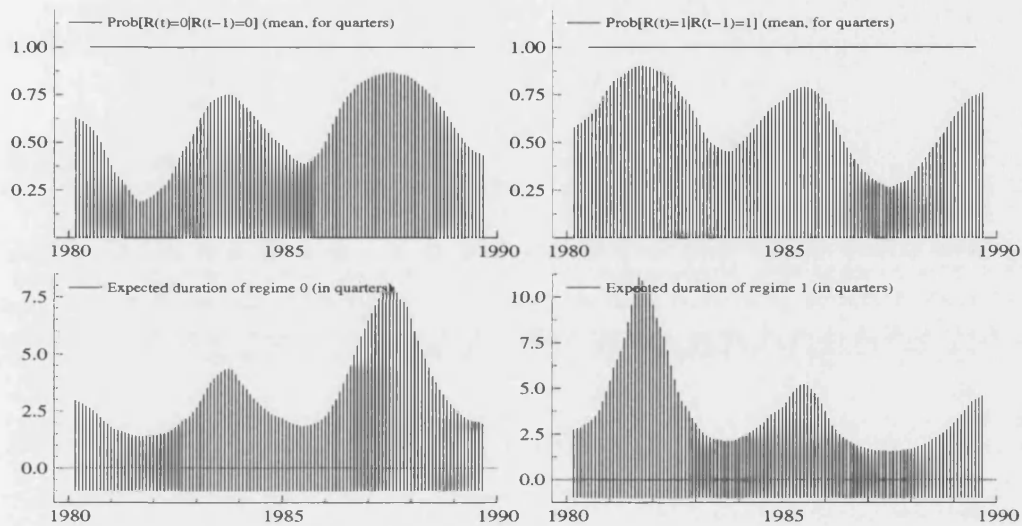 Prob[R(t)=0|R(t−1)=0] (mean, for quarters)
1.00
0.75
0.50
0.25
1980 1985 1990
Prob[R(t)=1|R(t−1)=1] (mean, for quarters)
1.00
0.75
0.50
0.25
1980 1985 1990
Expected duration of regime 0 (in quarters)
7.5
5.0
2.5
0.0
1980 1985 1990
Expected duration of regime 1 (in quarters)
10.0
7.5
5.0
2.5
0.0
1980 1985 1990